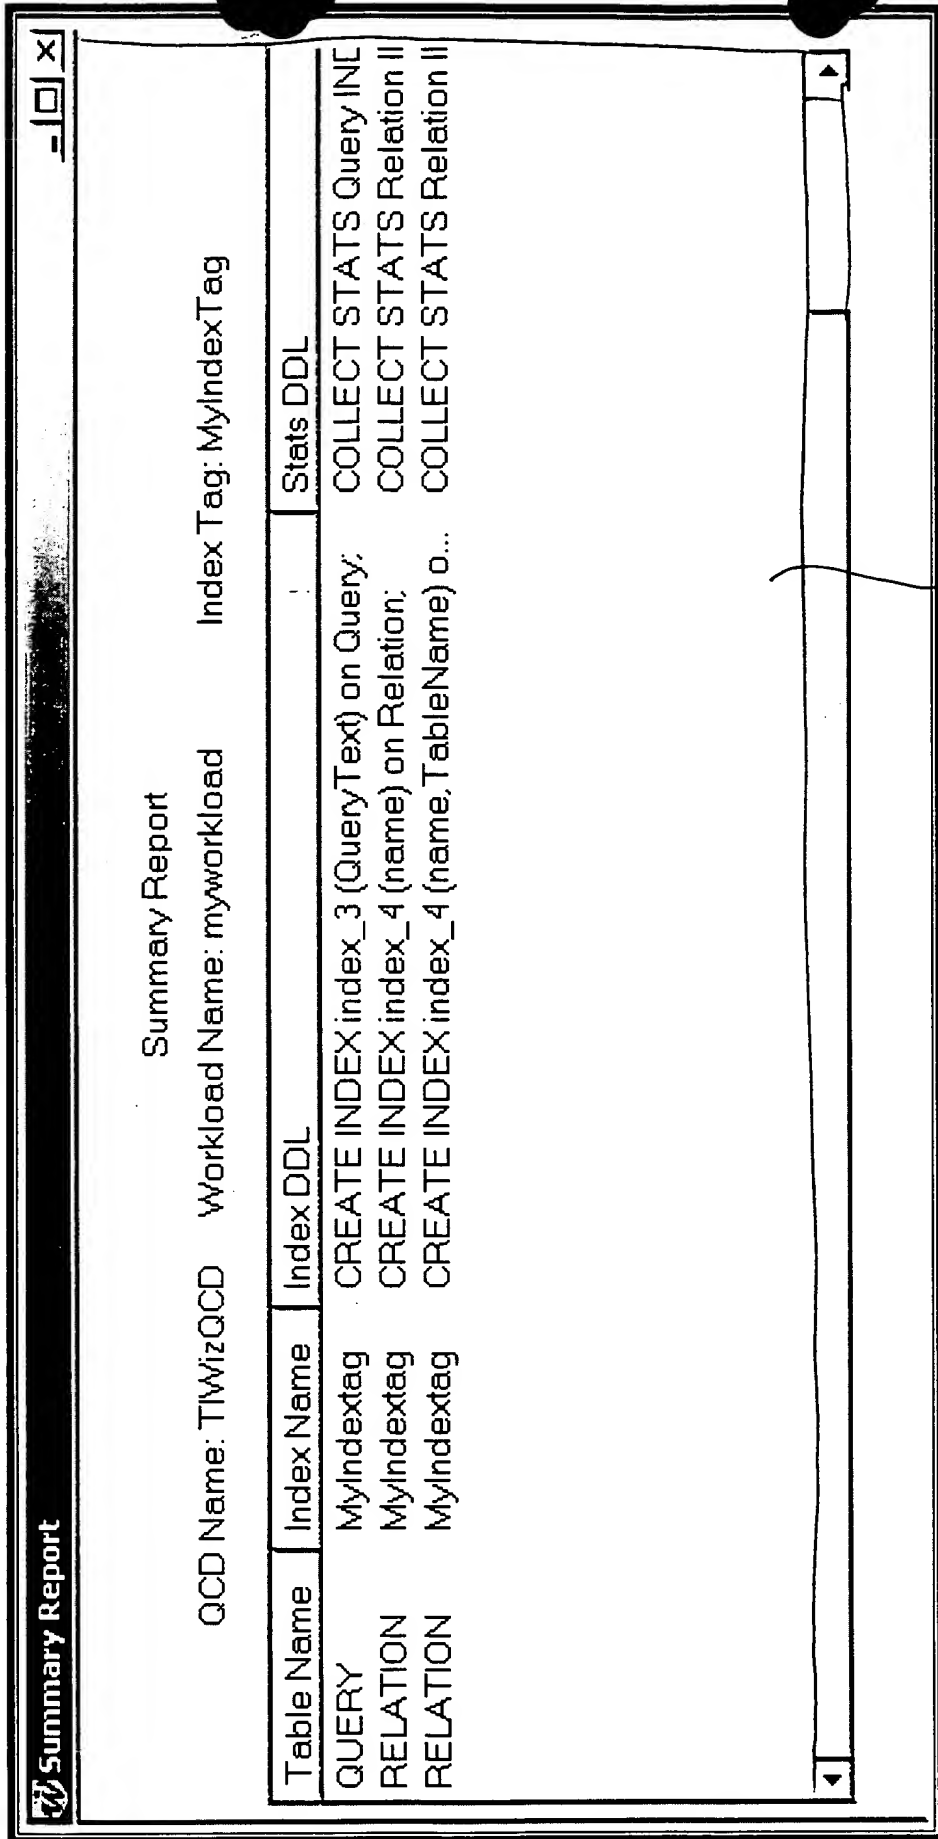 Summary Report
Summary Report
QCD Name: TIWizQCD Workload Name: myworkload Index Tag: MyIndexTag
Table Name Index Name Index DDL Stats DDL
QUERY MyIndextag CREATE INDEX index_3 (QueryText) on Query; COLLECT STATS Query IND
RELATION MyIndextag CREATE INDEX index_4 (name) on Relation; COLLECT STATS Relation II
RELATION MyIndextag CREATE INDEX index_4 (name,TableName) o... COLLECT STATS Relation II